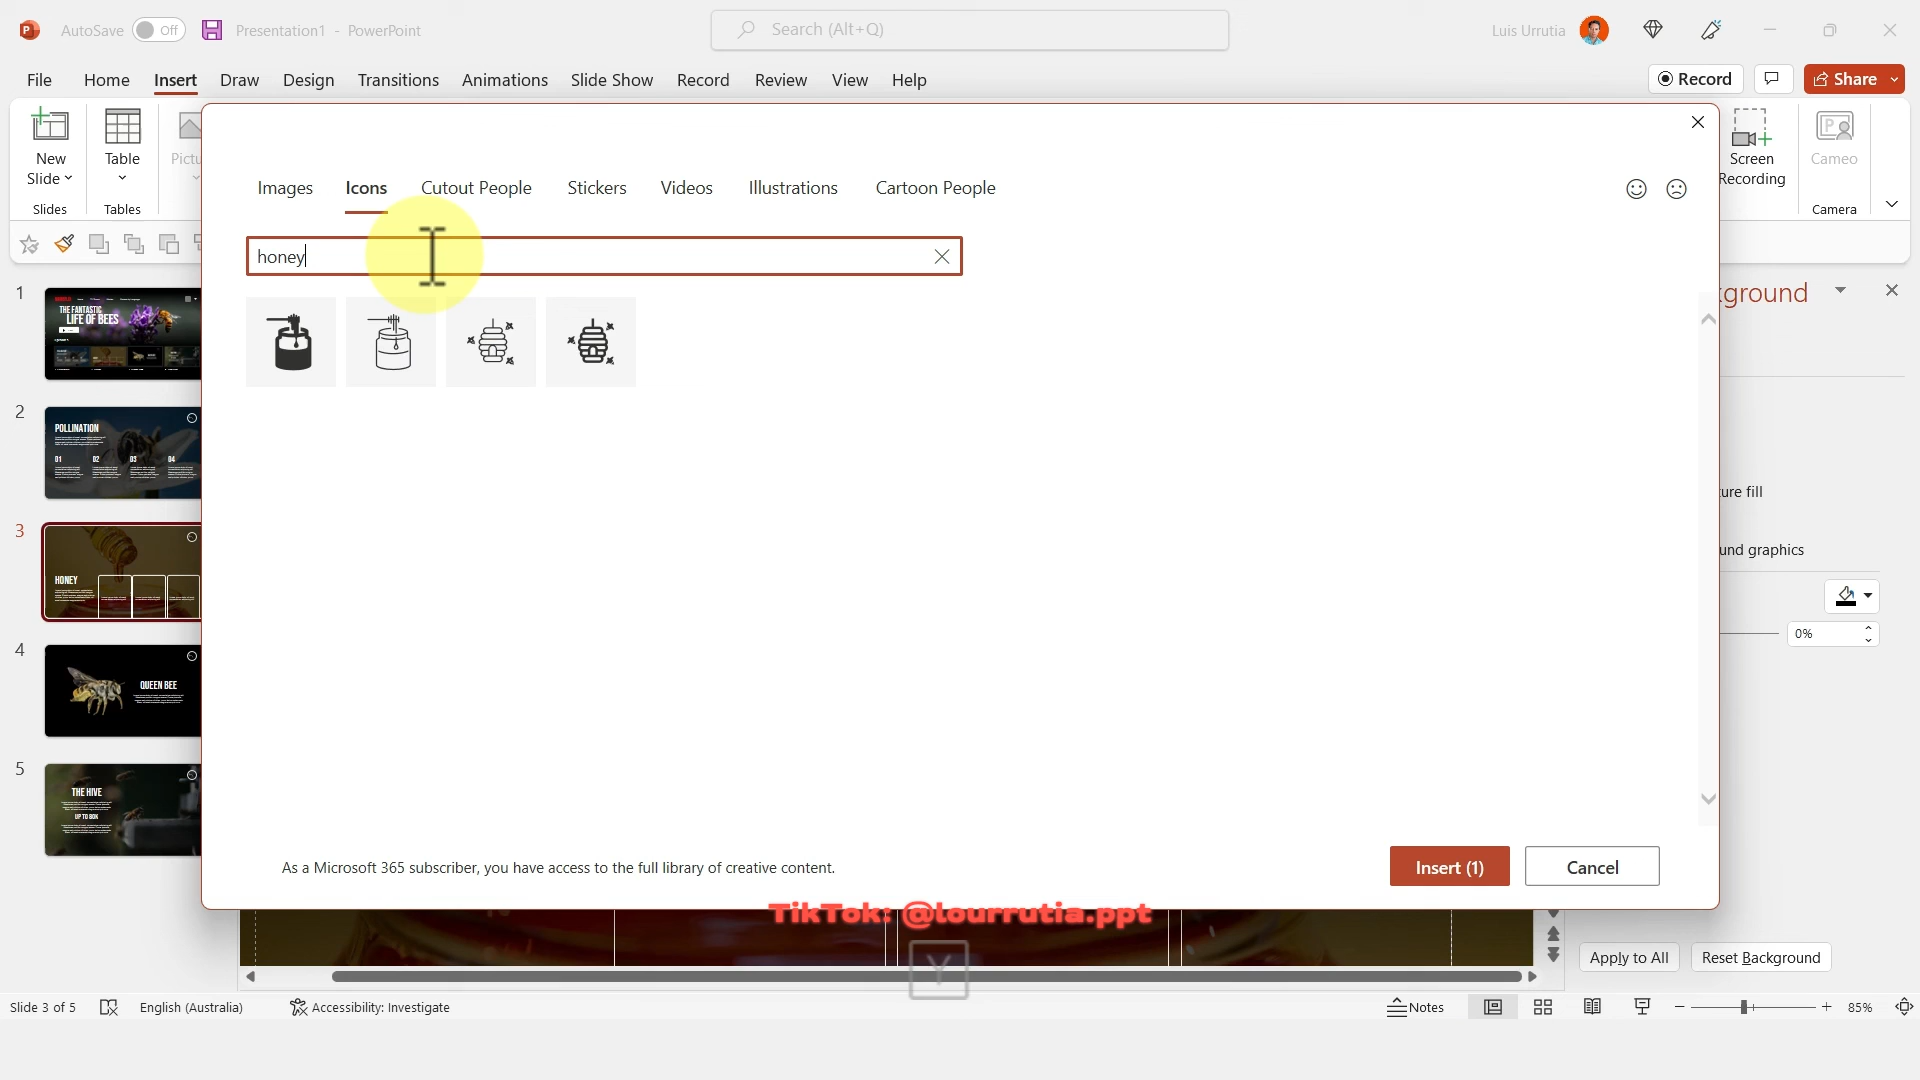 AutoSave Off Presentation1 - PowerPoint Search (Alt+Q) Luis Urrutia
File Home Insert Draw Design Transitions Animations Slide Show Record Review View Help Record Share
New Slide
Table
Pictu
Screen
Recording
Cameo
Slides
Tables
Camera
Images Icons Cutout People Stickers Videos Illustrations Cartoon People
honey
1
THE FANTASTIC
LIFE OF BEES
2
POLLINATION
01 02 03 04
3
HONEY
4
QUEEN BEE
5
THE HIVE
UP TO 80K
ground
ure fill
und graphics
0%
As a Microsoft 365 subscriber, you have access to the full library of creative content.
Insert (1) Cancel
TikTok: @lourrutia.ppt
Y
Apply to All Reset Background
Slide 3 of 5 English (Australia) Accessibility: Investigate Notes 85%